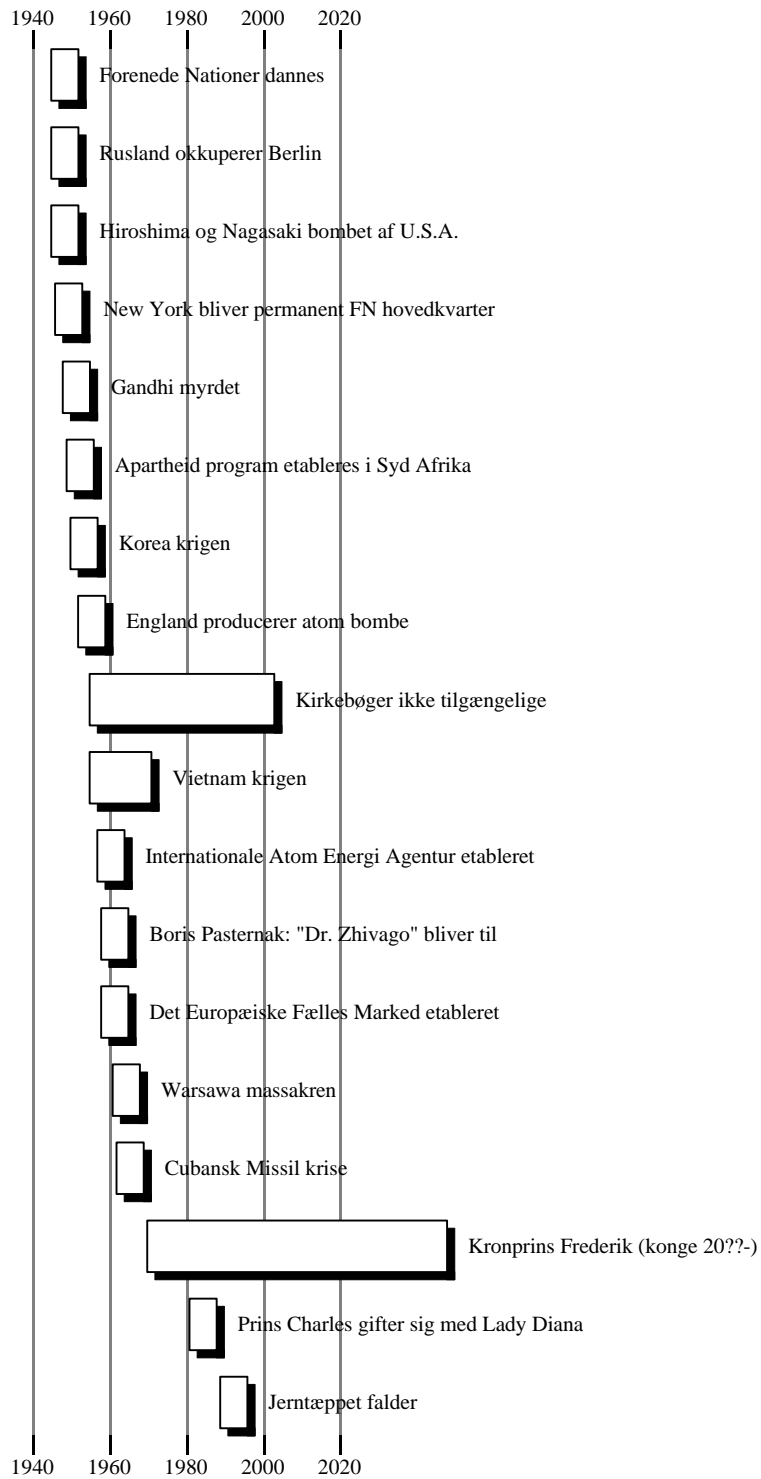 1940 1960 1980 2000 2020
Forenede Nationer dannes
Rusland okkuperer Berlin
Hiroshima og Nagasaki bombet af U.S.A.
New York bliver permanent FN hovedkvarter
Gandhi myrdet
Apartheid program etableres i Syd Afrika
Korea krigen
England producerer atom bombe
Kirkebøger ikke tilgængelige
Vietnam krigen
Internationale Atom Energi Agentur etableret
Boris Pasternak: "Dr. Zhivago" bliver til
Det Europæiske Fælles Marked etableret
Warsawa massakren
Cubansk Missil krise
Kronprins Frederik (konge 20??-)
Prins Charles gifter sig med Lady Diana
Jerntæppet falder
1940 1960 1980 2000 2020